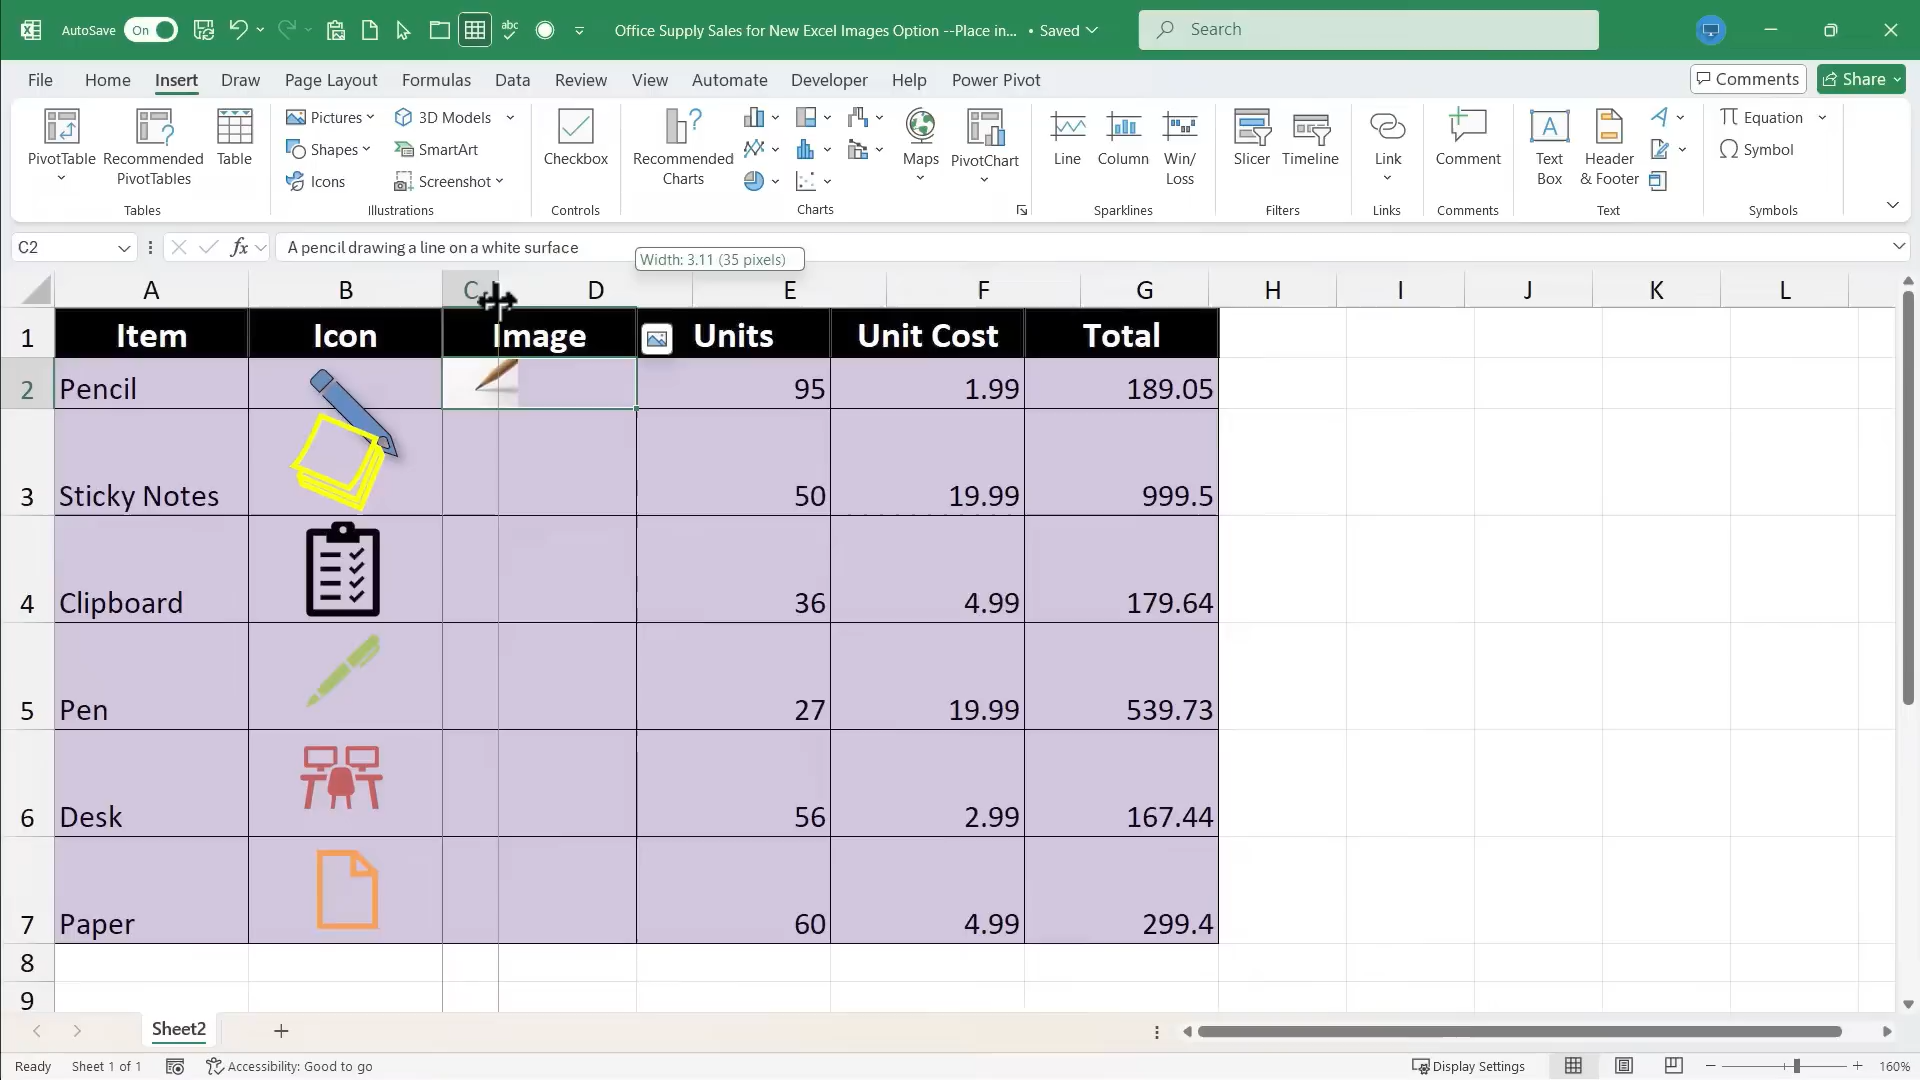 AutoSave On abc Office Supply Sales for New Excel Images Option --Place in... • Saved Search
File Home Insert Draw Page Layout Formulas Data Review View Automate Developer Help Power Pivot Comments Share
PivotTable Recommended PivotTables Table
Tables
Pictures 3D Models
Shapes SmartArt
Icons Screenshot
Illustrations
Checkbox
Controls
Recommended Charts Maps PivotChart
Charts
Line Column Win/Loss
Sparklines
Slicer Timeline
Filters
Link
Links
Comment
Comments
Text Box Header & Footer
Text
Equation
Symbol
Symbols
C2 fx A pencil drawing a line on a white surface
Width: 3.11 (35 pixels)
A B C D E F G H I J K L
1 Item Icon Image Units Unit Cost Total
2 Pencil 95 1.99 189.05
3 Sticky Notes 50 19.99 999.5
4 Clipboard 36 4.99 179.64
5 Pen 27 19.99 539.73
6 Desk 56 2.99 167.44
7 Paper 60 4.99 299.4
8
9
Sheet2
Ready Sheet 1 of 1 Accessibility: Good to go Display Settings 160%